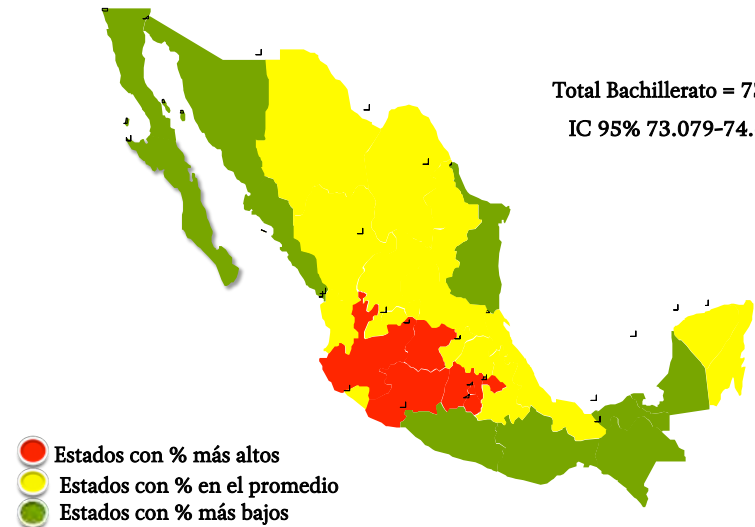 Total Bachillerato = 
IC 95% 73.079-74.
Estados con % más altos
Estados con % en el promedio
Estados con % más bajos